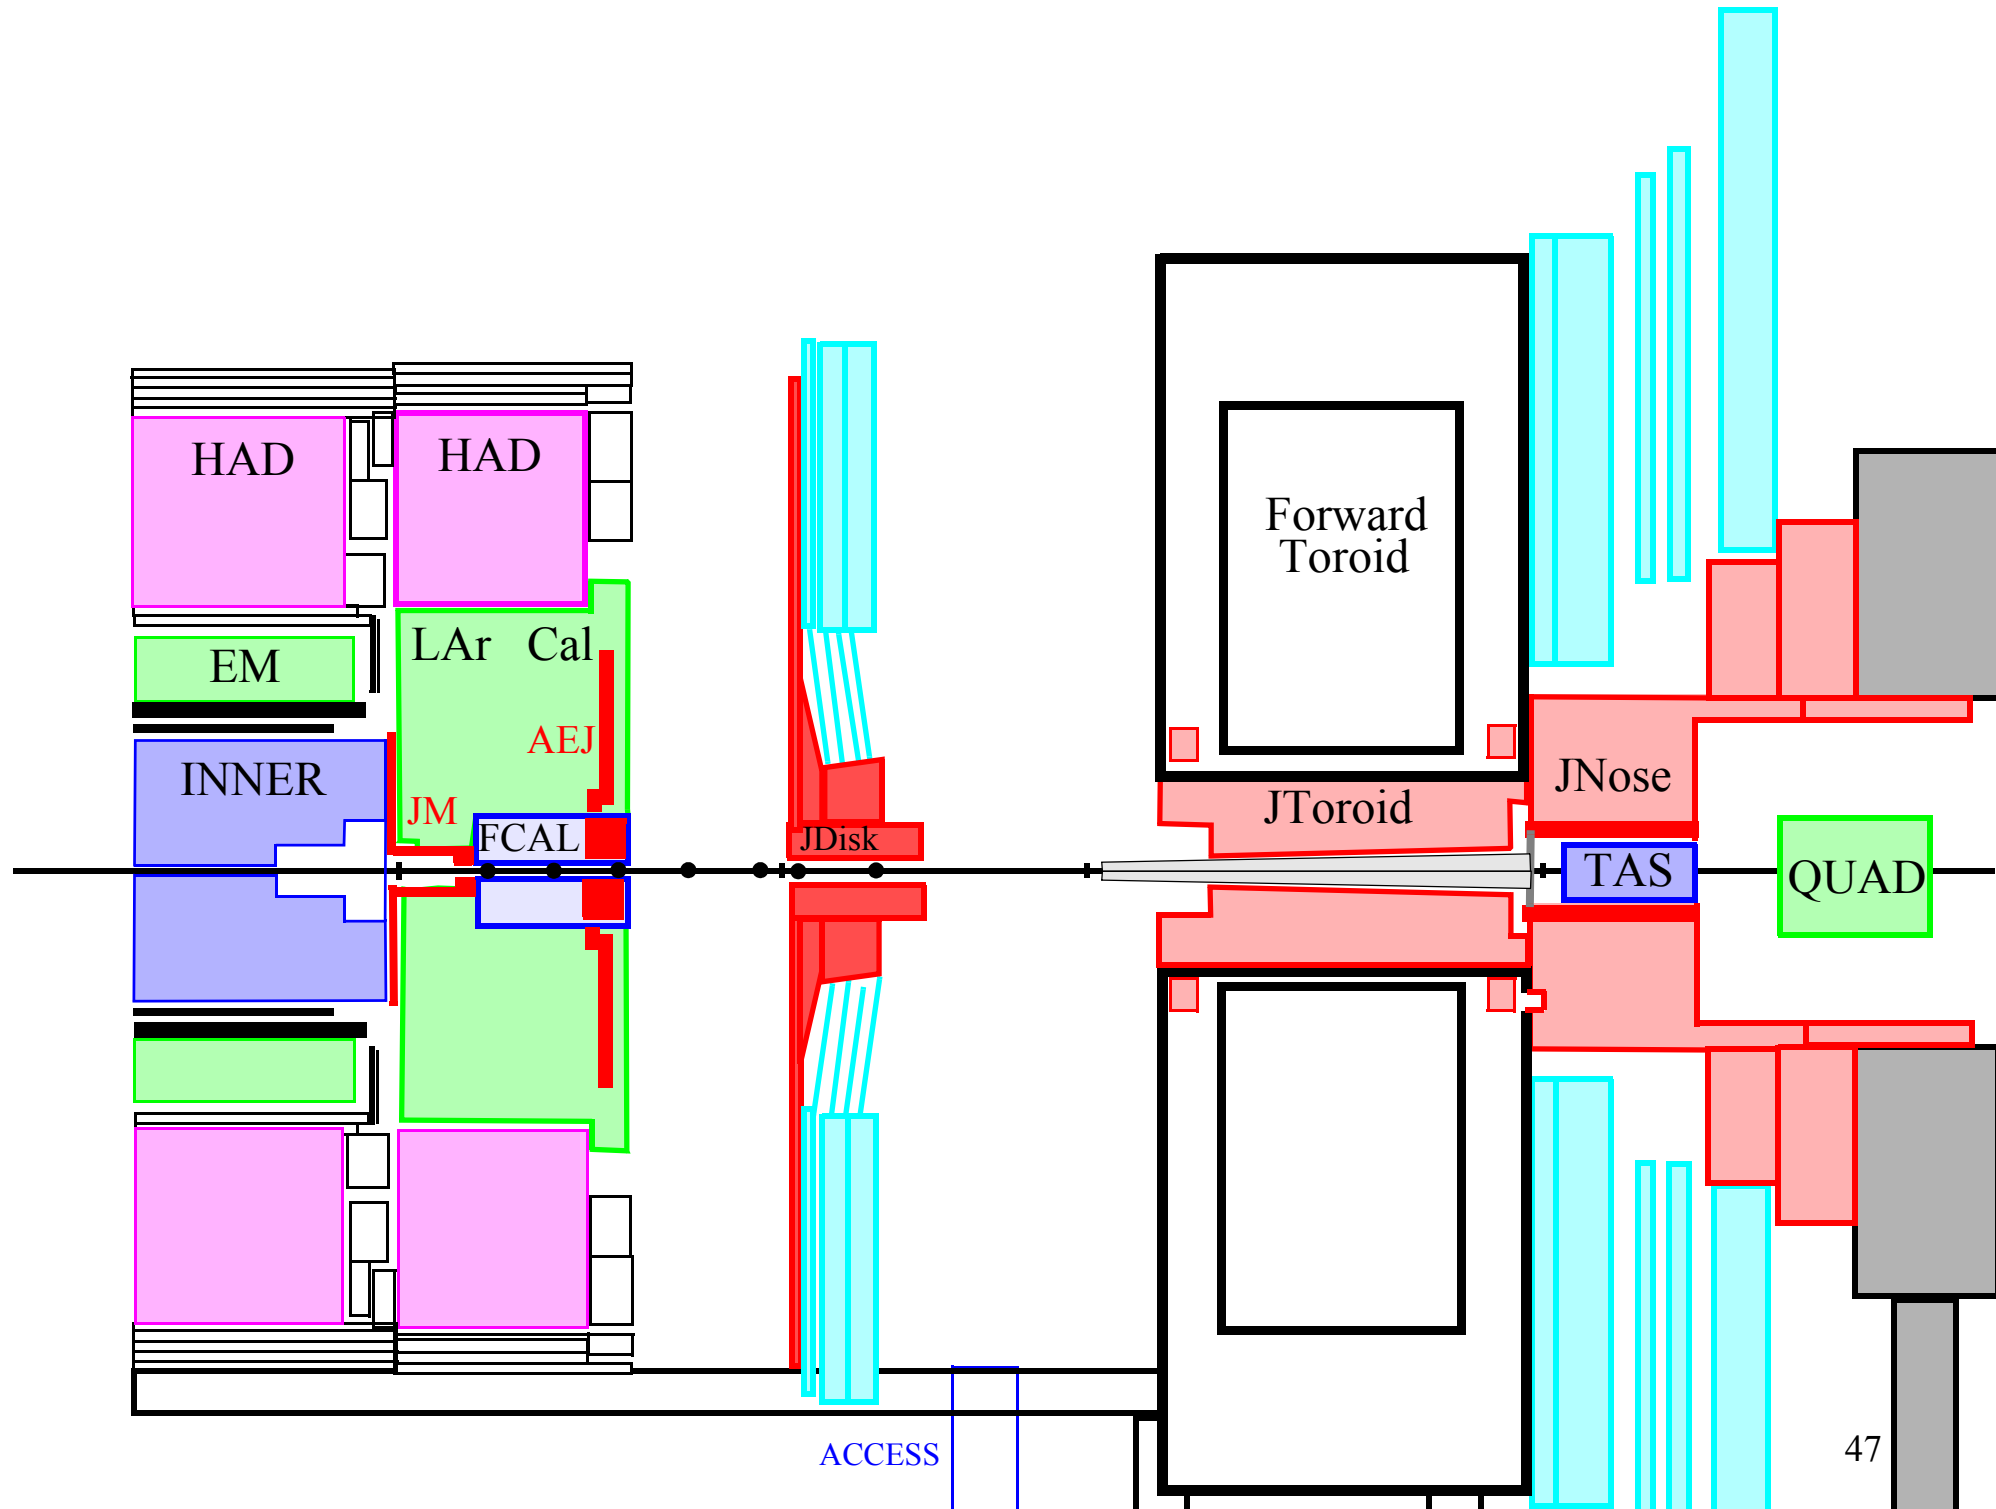 HAD
HAD
Forward
Toroid
LAr Cal
EM
AEJ
INNER
JM
FCAL
JDisk
JToroid
JNose
TAS
QUAD
ACCESS
47